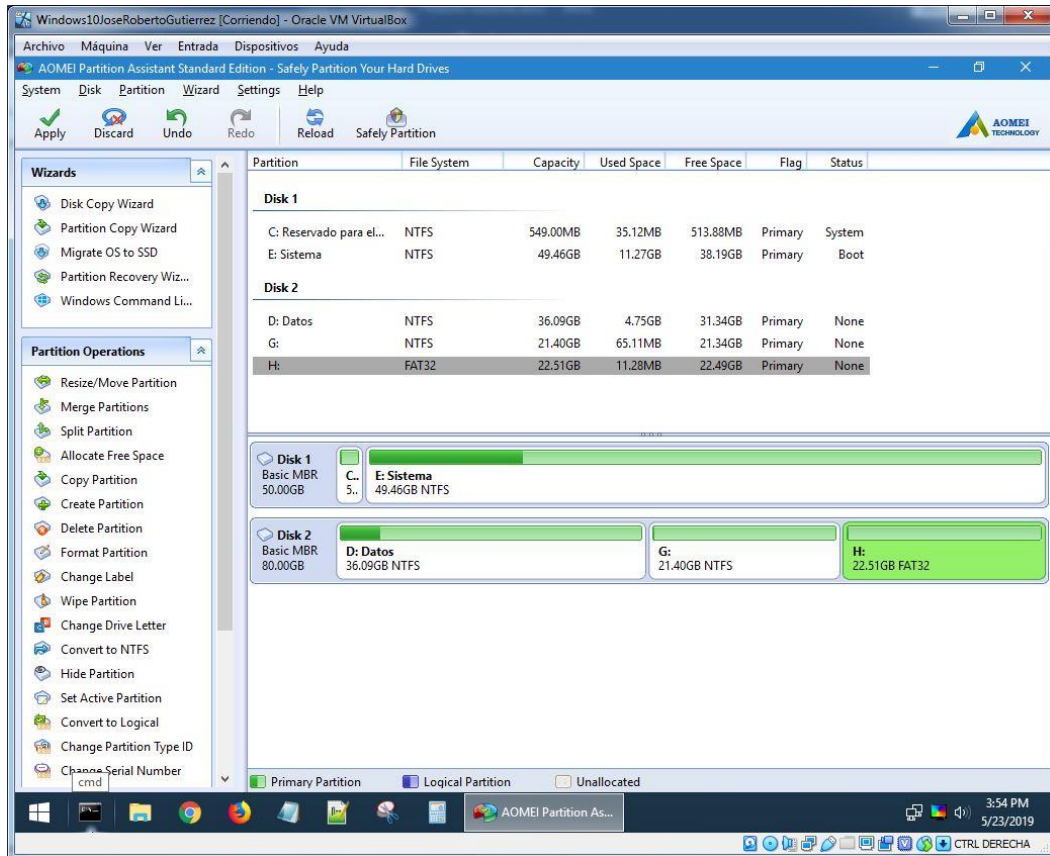 Windows10JoseRobertoGutierrez [Corriendo] - Oracle VM VirtualBox
Archivo Máquina Ver Entrada Dispositivos Ayuda
AOMEI Partition Assistant Standard Edition - Safely Partition Your Hard Drives
System Disk Partition Wizard Settings Help
Apply Discard Undo Redo Reload Safely Partition
AOMEI
TECHNOLOGY
Wizards
Disk Copy Wizard
Partition Copy Wizard
Migrate OS to SSD
Partition Recovery Wiz...
Windows Command Li...
Partition Operations
Resize/Move Partition
Merge Partitions
Split Partition
Allocate Free Space
Copy Partition
Create Partition
Delete Partition
Format Partition
Change Label
Wipe Partition
Change Drive Letter
Convert to NTFS
Hide Partition
Set Active Partition
Convert to Logical
Change Partition Type ID
Change Serial Number
cmd
Partition File System Capacity Used Space Free Space Flag Status
Disk 1
C: Reservado para el... NTFS 549.00MB 35.12MB 513.88MB Primary System
E: Sistema NTFS 49.46GB 11.27GB 38.19GB Primary Boot
Disk 2
D: Datos NTFS 36.09GB 4.75GB 31.34GB Primary None
G: NTFS 21.40GB 65.11MB 21.34GB Primary None
H: FAT32 22.51GB 11.28MB 22.49GB Primary None
Disk 1
Basic MBR
50.00GB
C..
5..
E: Sistema
49.46GB NTFS
Disk 2
Basic MBR
80.00GB
D: Datos
36.09GB NTFS
G:
21.40GB NTFS
H:
22.51GB FAT32
Primary Partition Logical Partition Unallocated
AOMEI Partition As...
3:54 PM
5/23/2019
CTRL DERECHA